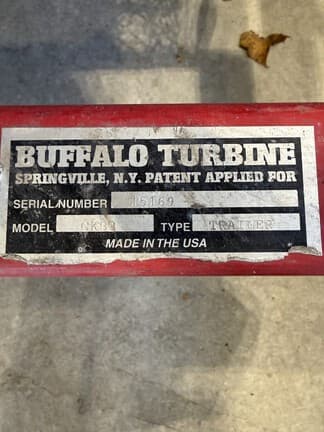 BUFFALO TURBINE
SPRINGVILLE, N.Y. PATENT APPLIED FOR
SERIAL NUMBER 15169
MODEL TYPE TRAILER
MADE IN THE USA